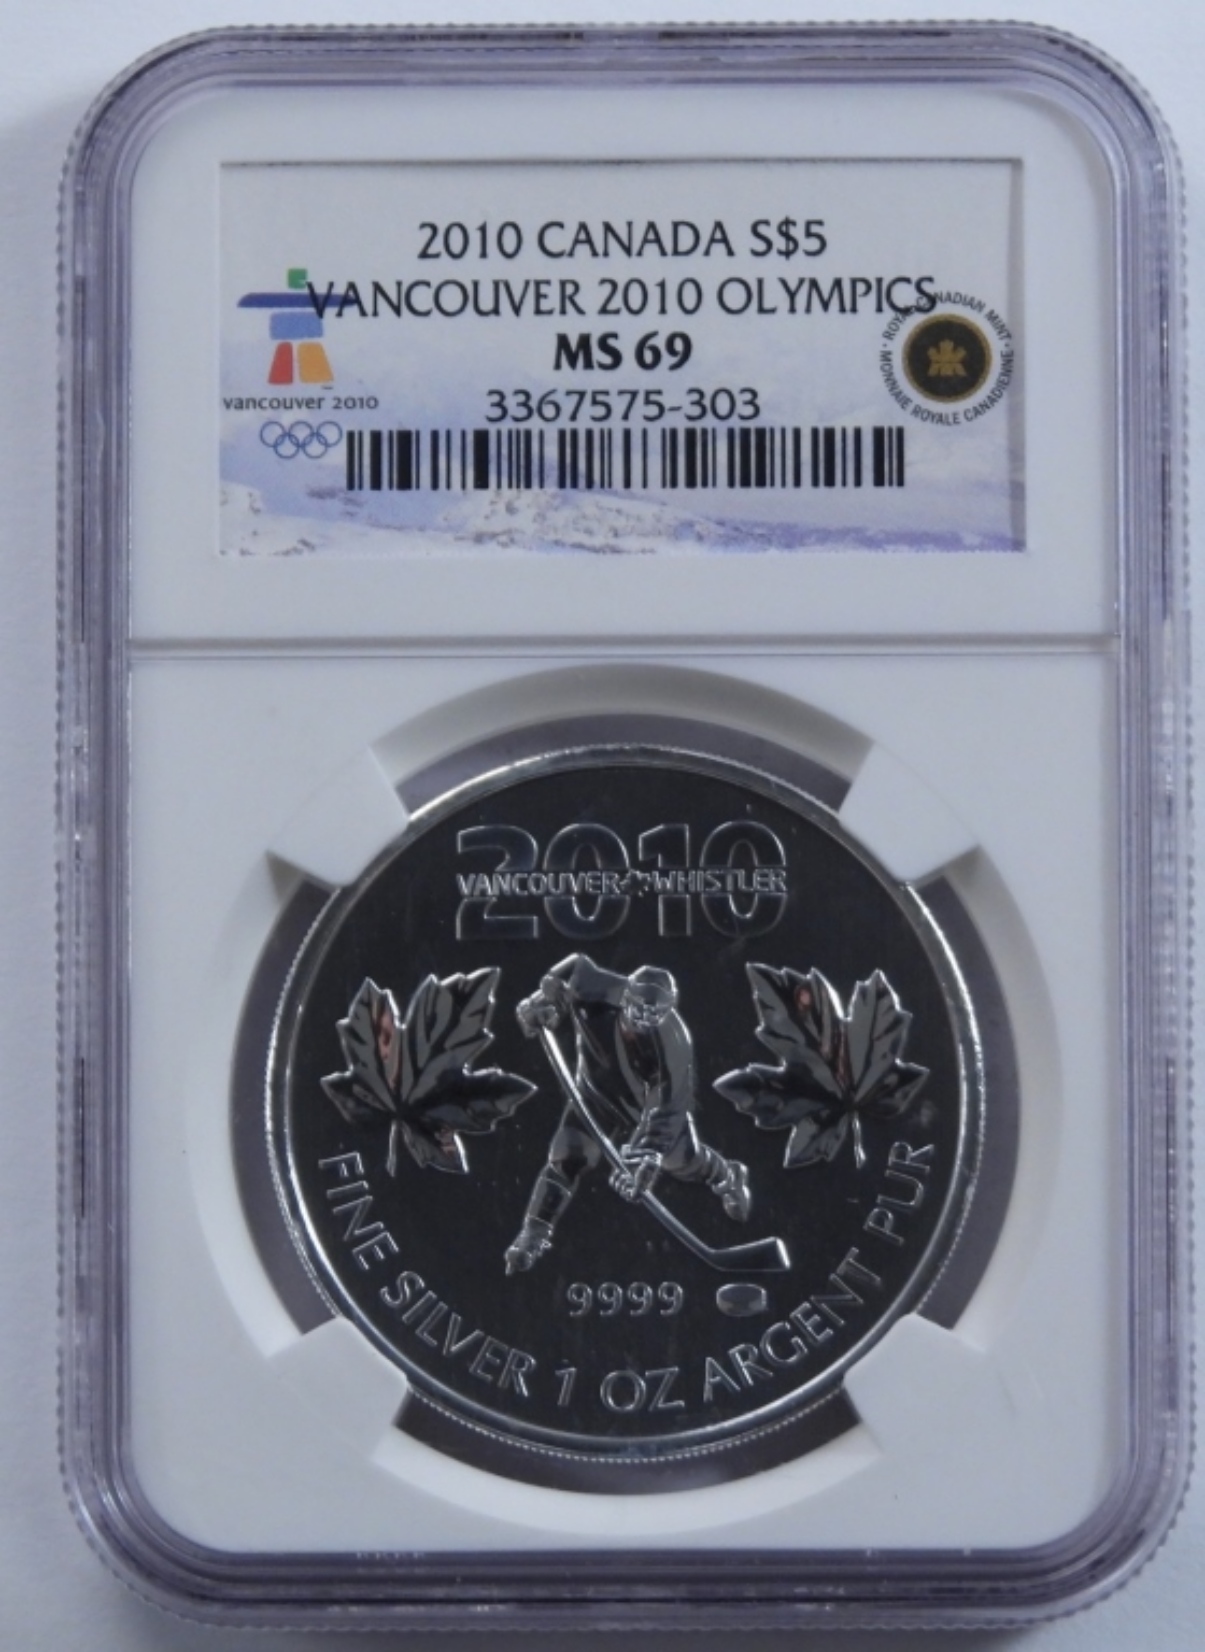 2010 CANADA S$5
VANCOUVER 2010 OLYMPICS
MS 69
3367575-303
vancouver 2010
ROYAL CANADIAN MINT · MONNAIE ROYALE CANADIENNE ·
2010
VANCOUVER WHISTLER
9999
FINE SILVER 1 OZ ARGENT PUR